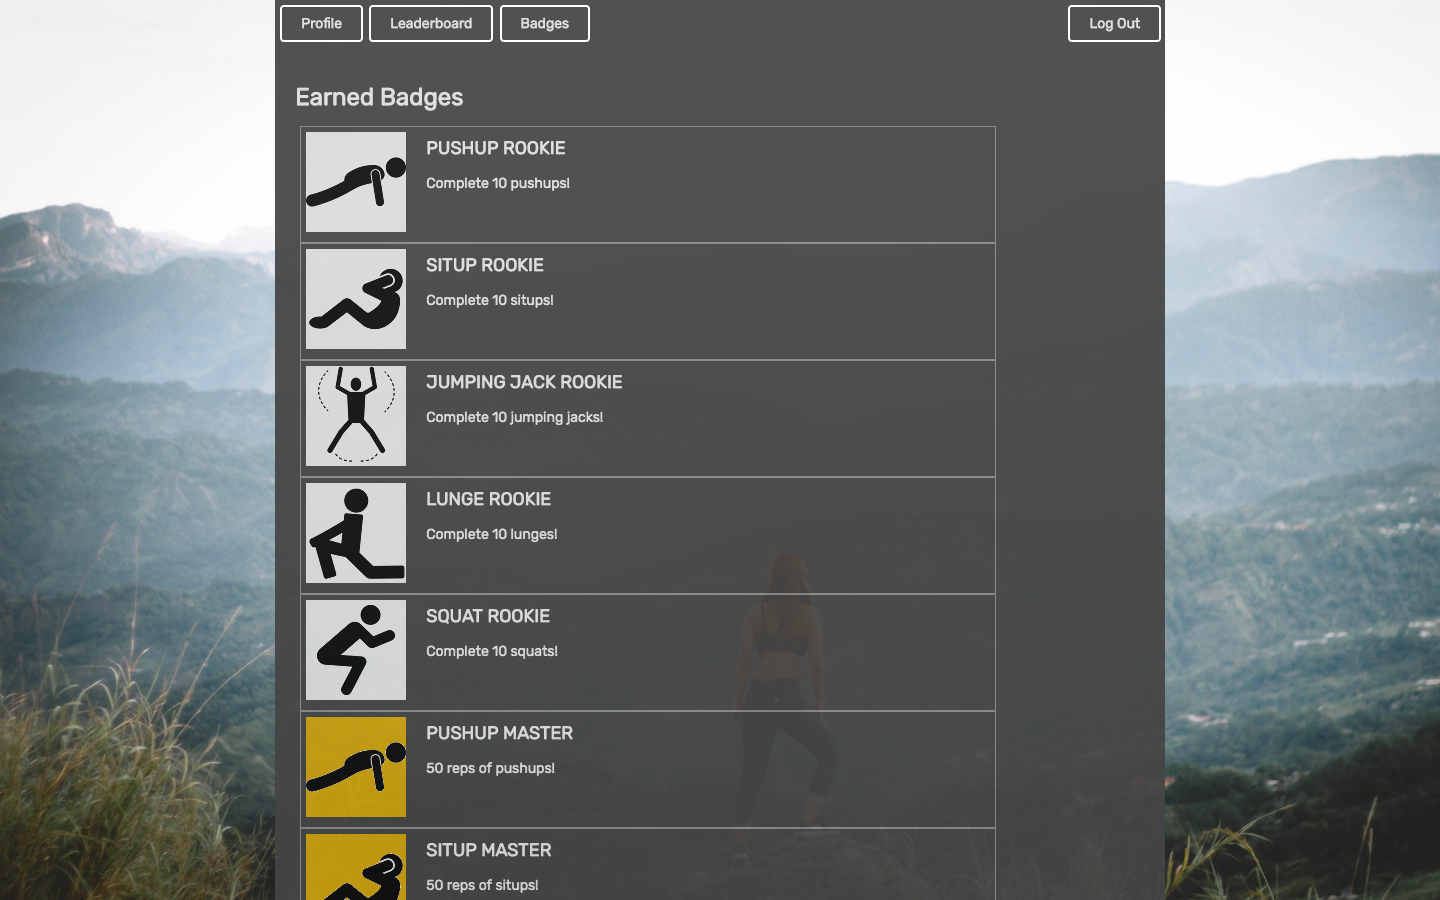 Profile
Leaderboard
Badges
Log Out
Earned Badges
PUSHUP ROOKIE
Complete 10 pushups!
SITUP ROOKIE
Complete 10 situps!
JUMPING JACK ROOKIE
Complete 10 jumping jacks!
LUNGE ROOKIE
Complete 10 lunges!
SQUAT ROOKIE
Complete 10 squats!
PUSHUP MASTER
50 reps of pushups!
SITUP MASTER
50 reps of situps!